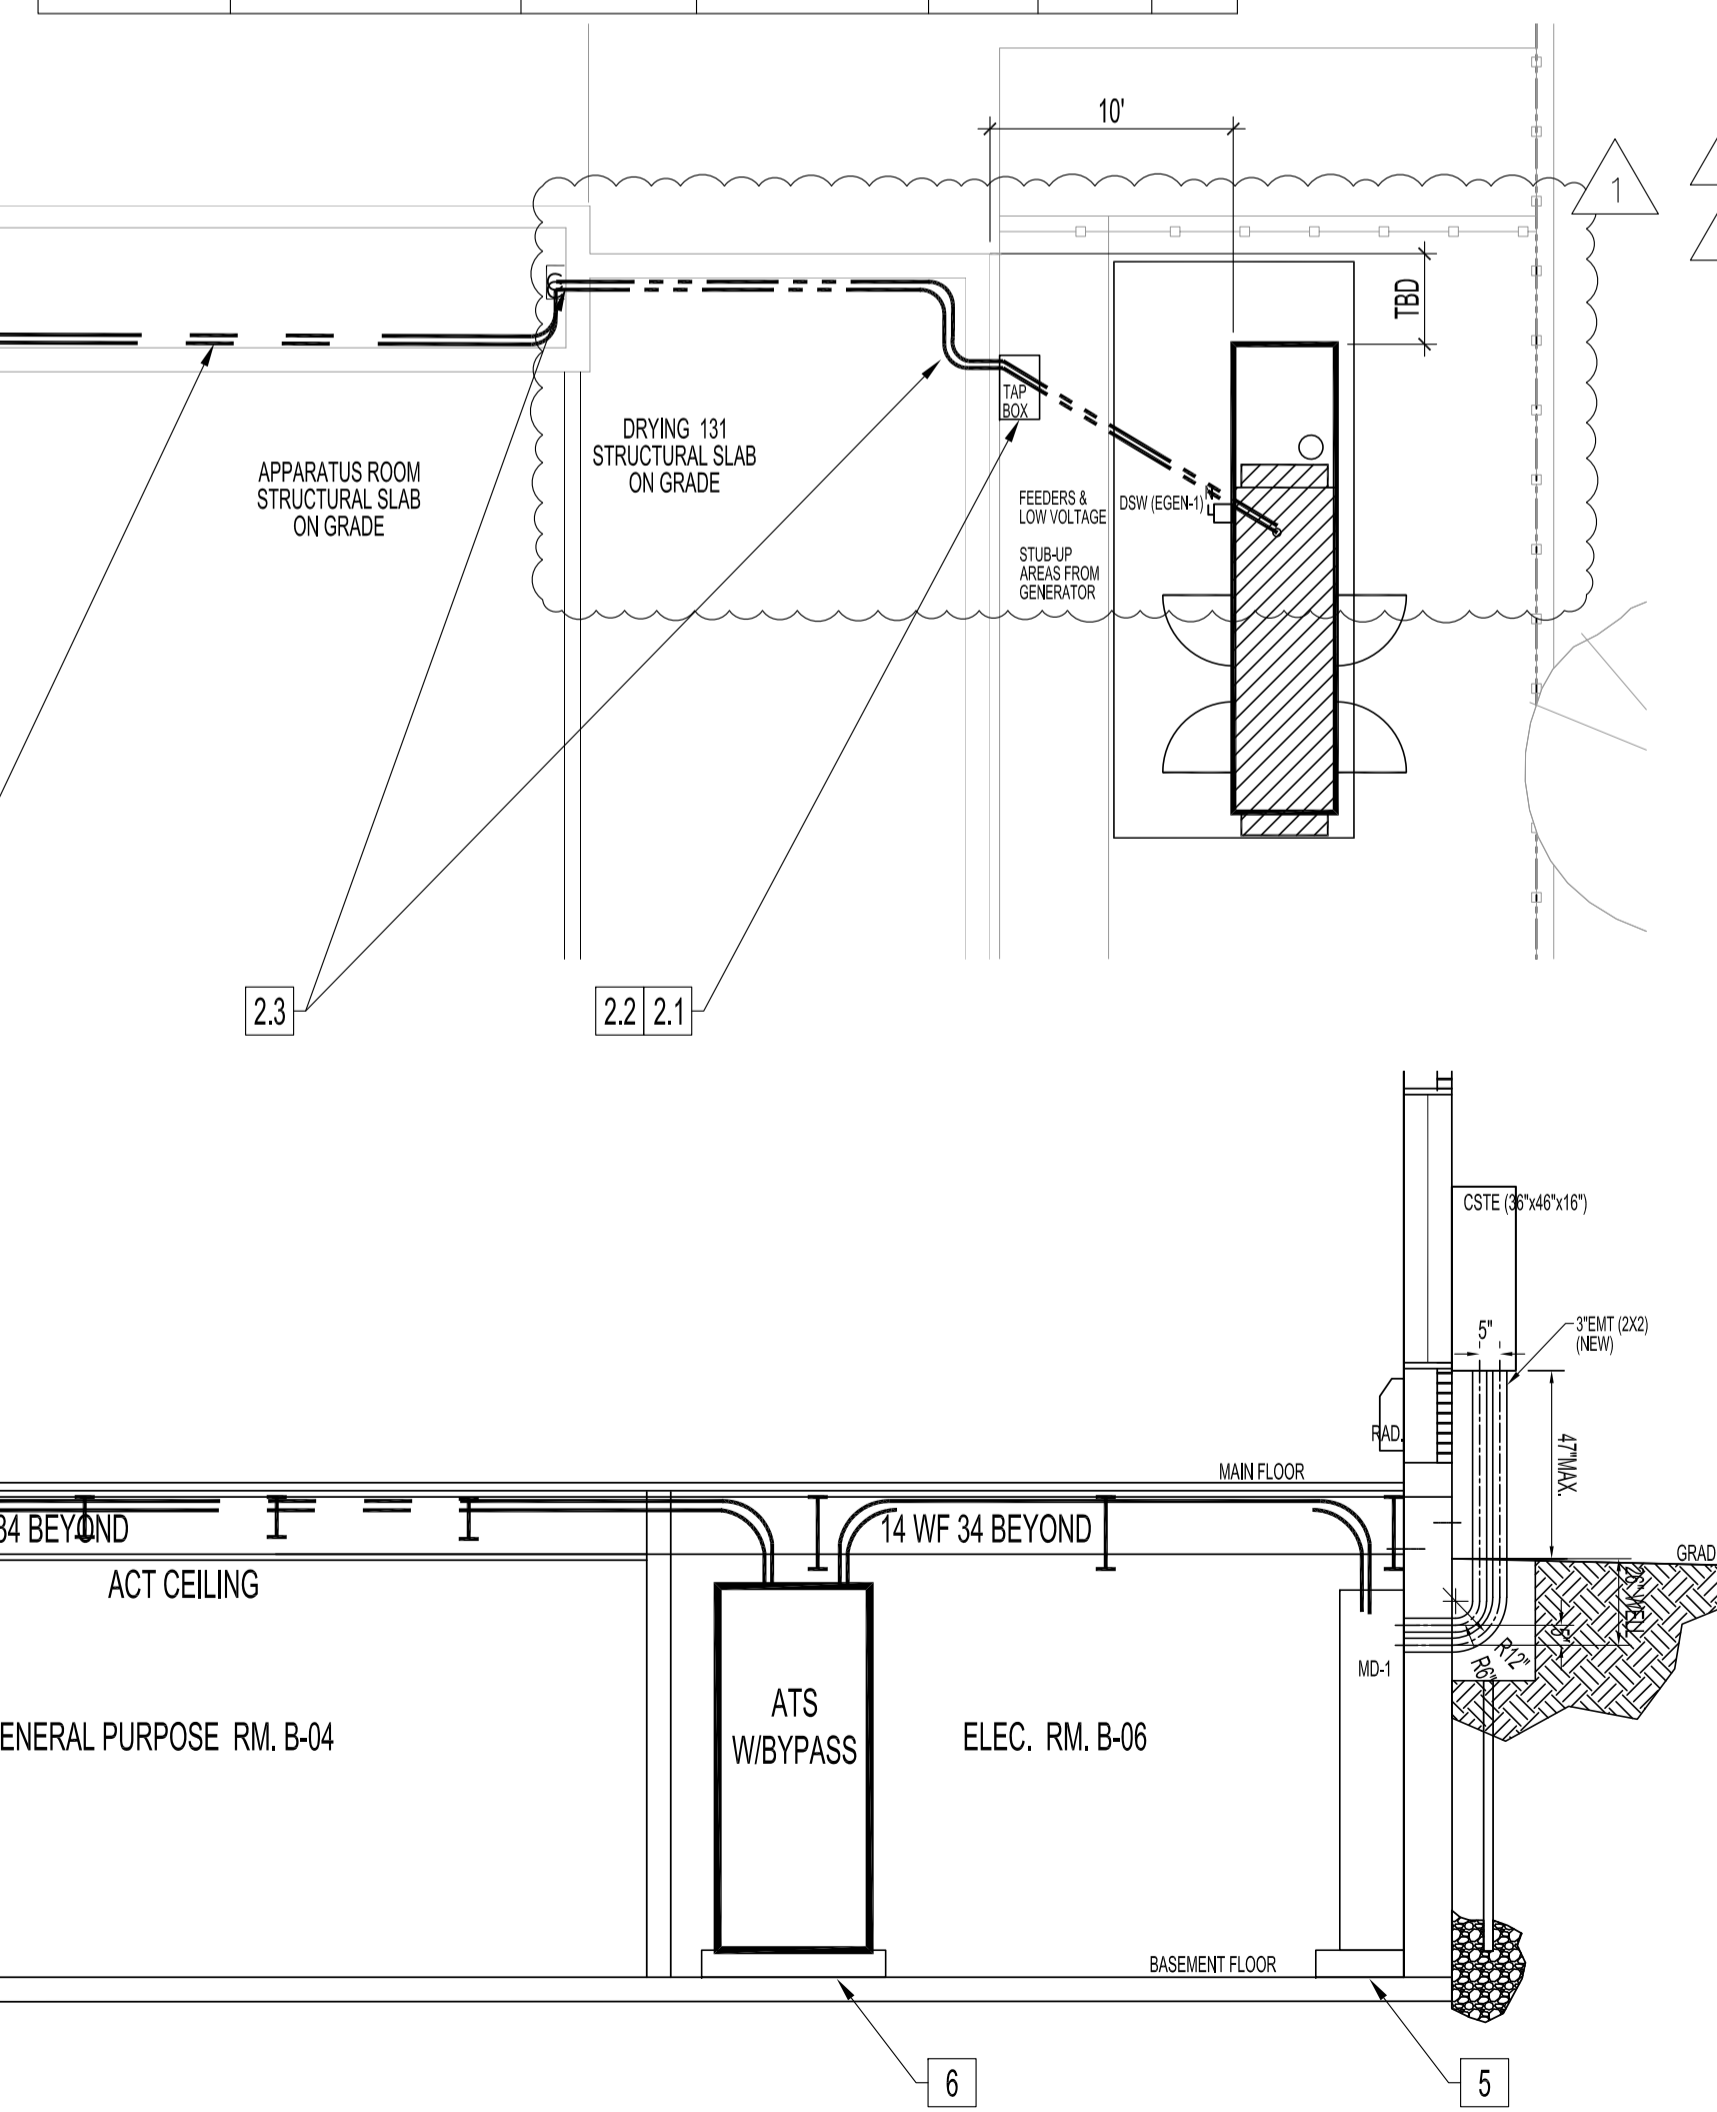 10'
1
TBD
TAP
BOX
DRYING 131
STRUCTURAL SLAB
ON GRADE
APPARATUS ROOM
STRUCTURAL SLAB
ON GRADE
FEEDERS &
LOW VOLTAGE
STUB-UP
AREAS FROM
GENERATOR
DSW (EGEN-1)
2.3
2.2 2.1
CSTE (36"x46"x16")
5"
3"EMT (2X2)
(NEW)
47"MAX.
RAD.
MAIN FLOOR
34 BEYOND
14 WF 34 BEYOND
ACT CEILING
GRAD
26" WELL
5"
R12"
R6"
MD-1
ATS
W/BYPASS
ENERAL PURPOSE RM. B-04
ELEC. RM. B-06
BASEMENT FLOOR
6
5